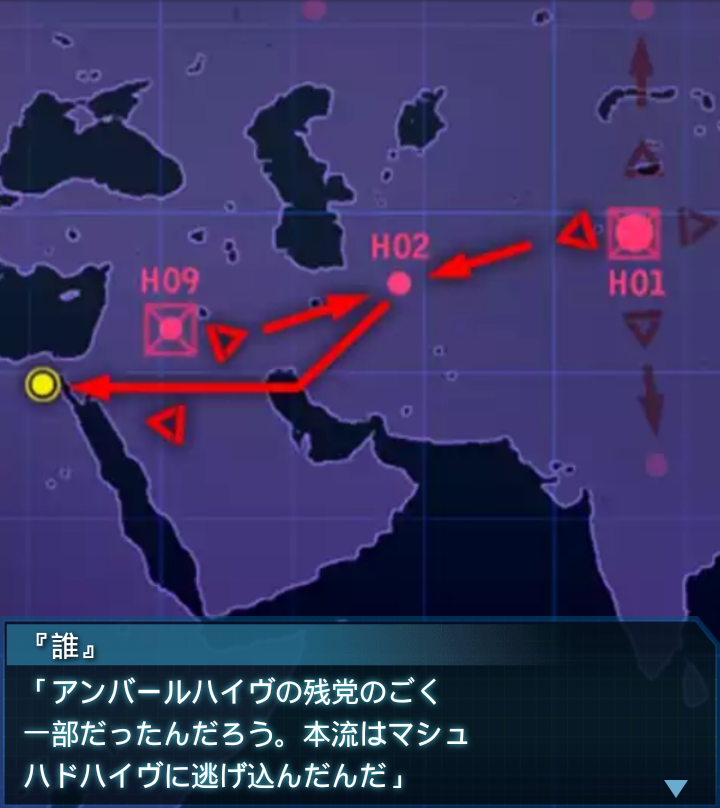 H02
H09
H01
『誰』
「アンバールハイヴの残党のごく
一部だったんだろう。本流はマシュ
ハドハイヴに逃げ込んだんだ」